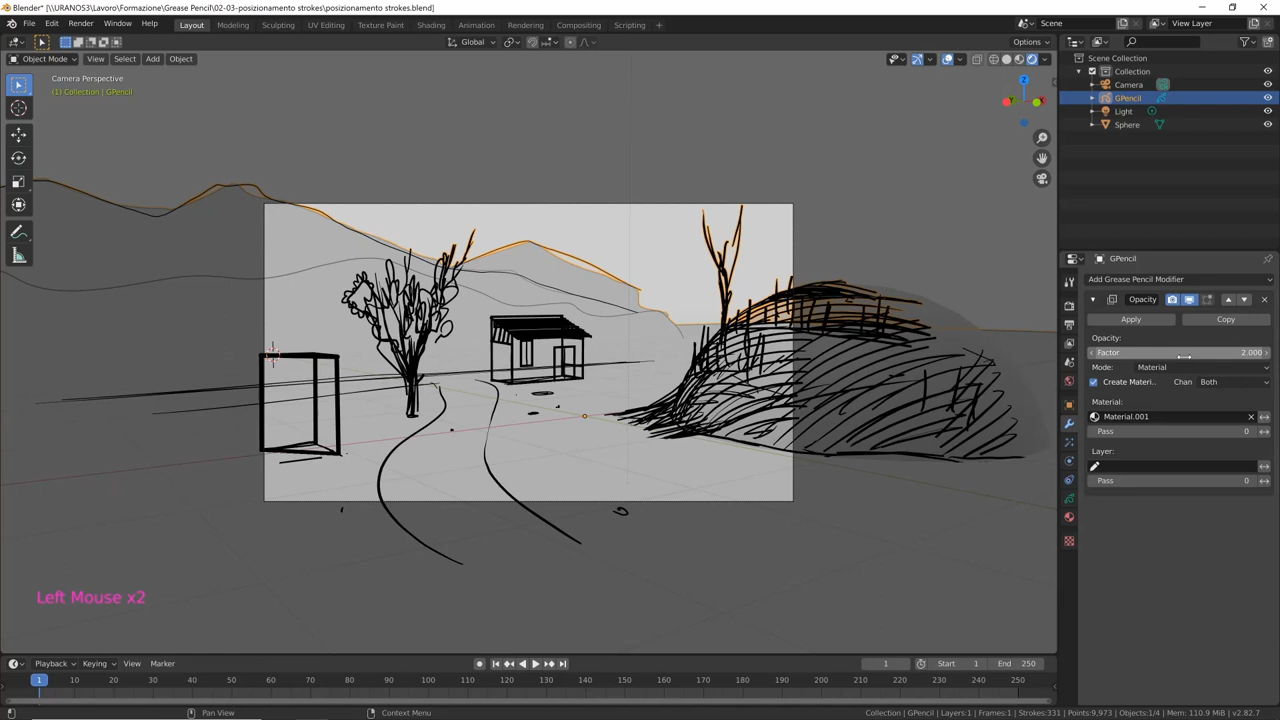 Blender* [\\URANOS3\Lavoro\Formazione\Grease Pencil\02-03-posizionamento strokes\posizionamento strokes.blend]
File Edit Render Window Help Layout Modeling Sculpting UV Editing Texture Paint Shading Animation Rendering Compositing Scripting + Scene View Layer
Global Options
Object Mode View Select Add Object
Camera Perspective
(1) Collection | GPencil
Z
Scene Collection
Collection
Camera
GPencil
Light
Sphere
GPencil
Add Grease Pencil Modifier
Opacity
Apply Copy
Opacity:
Factor 2.000
Mode: Material
Create Materi.. Chan Both
Material:
Material.001
Pass 0
Layer:
Pass 0
Left Mouse x2
Playback Keying View Marker 1 Start 1 End 250
1 10 20 30 40 50 60 70 80 90 100 110 120 130 140 150 160 170 180 190 200 210 220 230 240 250
Pan View Context Menu Collection | GPencil | Layers:1 | Frames:1 | Strokes:331 | Points:9,973 | Objects:1/4 | Mem: 110.9 MiB | v2.82.7